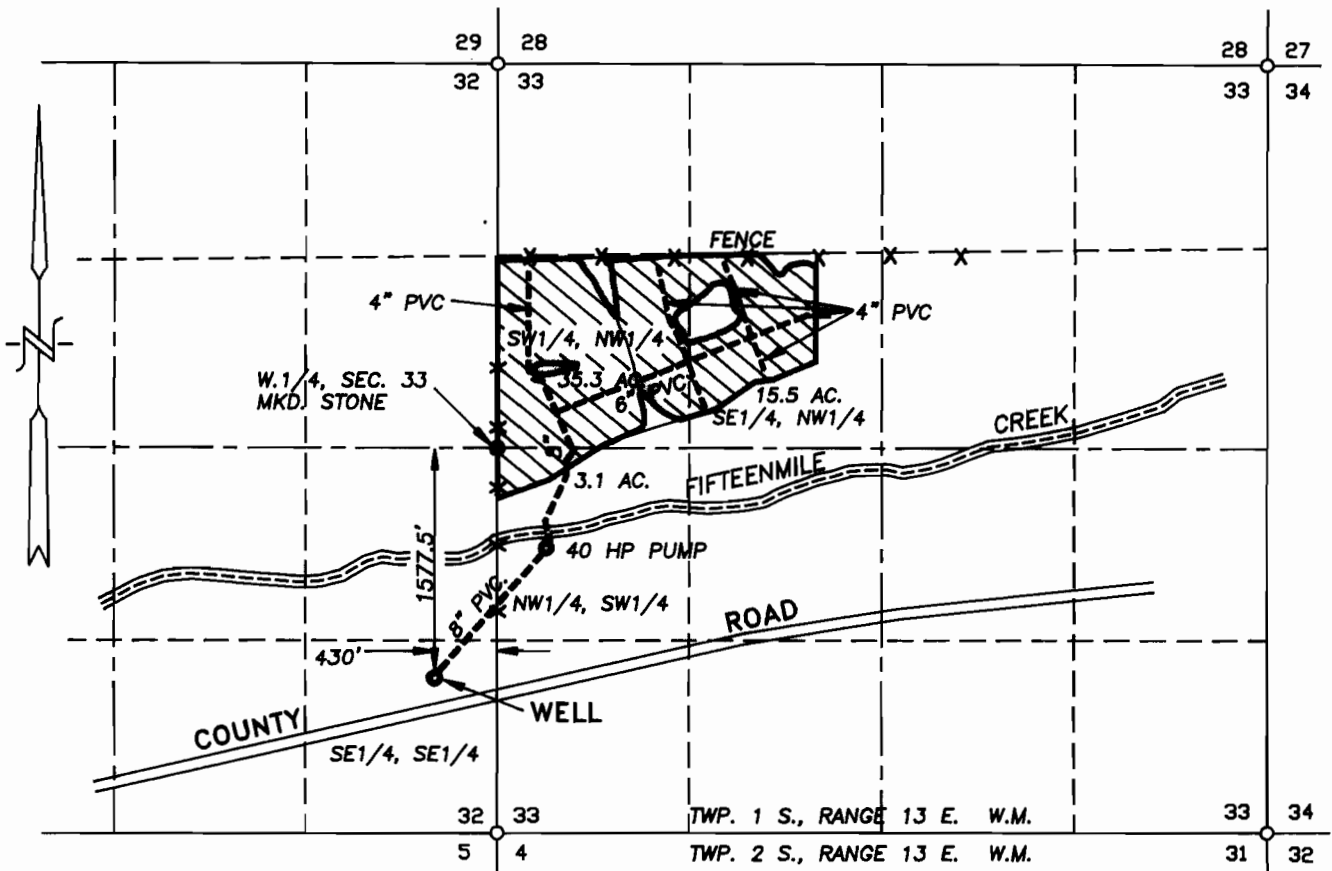 29 28
28 27
32 33
33 34
FENCE
4" PVC
4" PVC
SW1/4, NW1/4
W.1/4, SEC. 33
MKD. STONE
35.3 AC.
6" PVC
15.5 AC.
SE1/4, NW1/4
CREEK
3.1 AC.
FIFTEENMILE
1577.5'
40 HP PUMP
8" PVC.
NW1/4, SW1/4
ROAD
430'
WELL
COUNTY
SE1/4, SE1/4
32 33
TWP. 1 S., RANGE 13 E. W.M.
33 34
5 4
TWP. 2 S., RANGE 13 E. W.M.
31 32